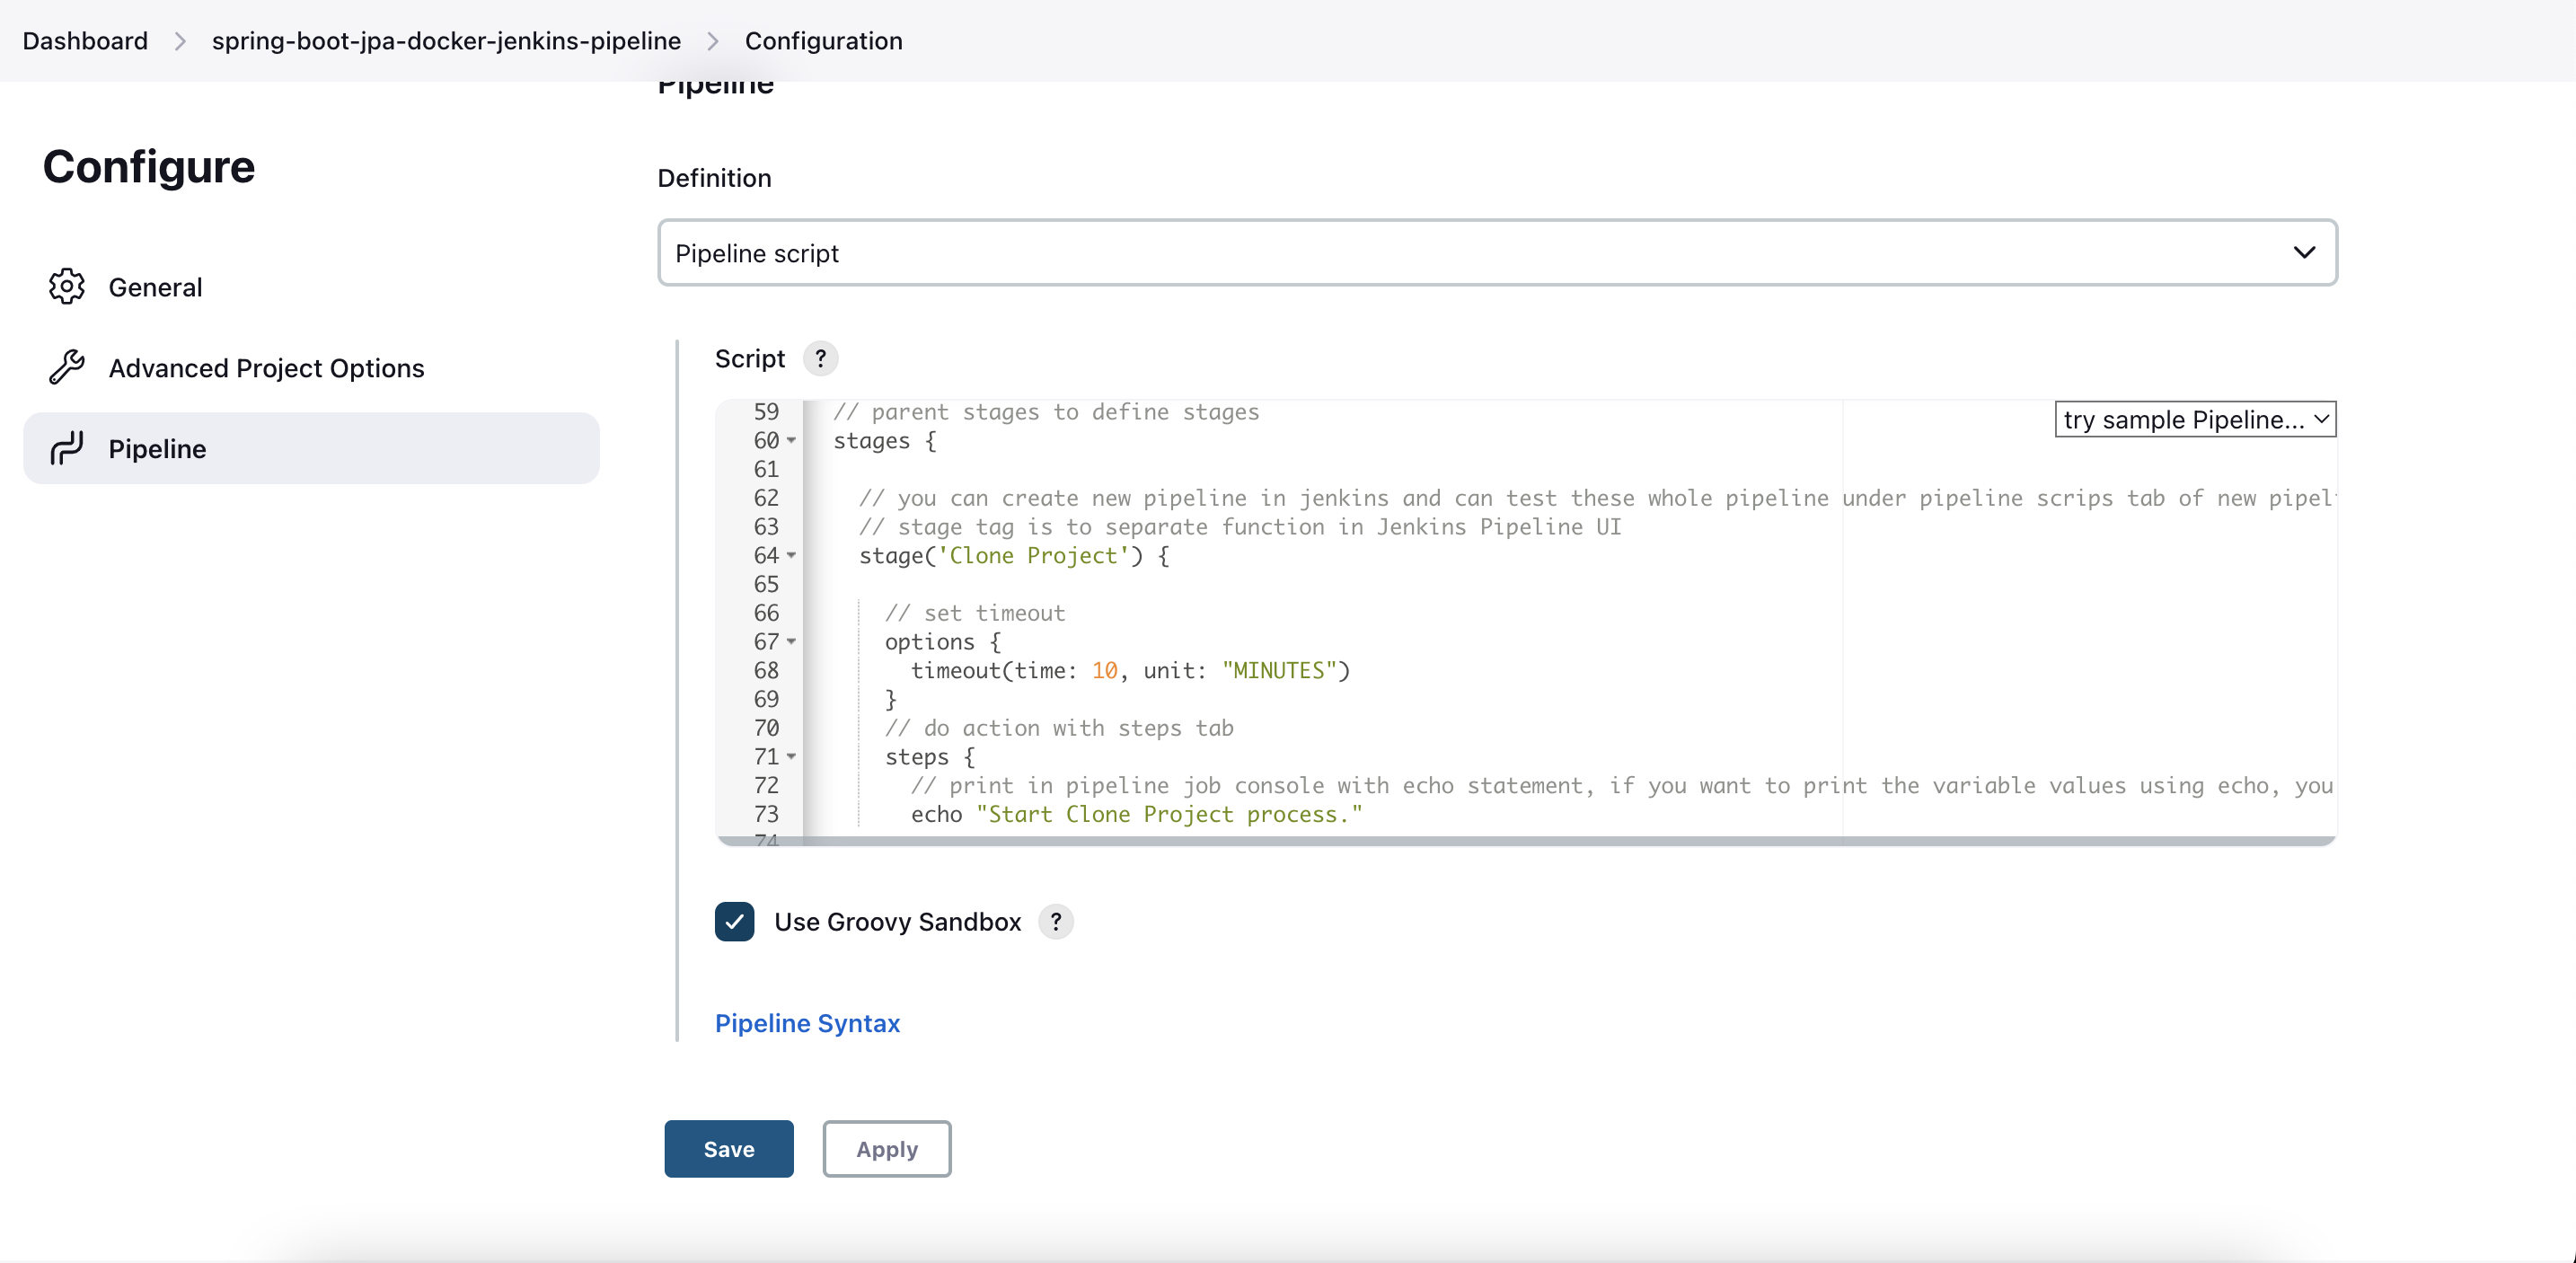 Dashboard > spring-boot-jpa-docker-jenkins-pipeline > Configuration
Pipeline
Configure
General
Advanced Project Options
Pipeline
Definition
Pipeline script
Script ?
try sample Pipeline...
59 // parent stages to define stages
60 stages {
61
62 // you can create new pipeline in jenkins and can test these whole pipeline under pipeline scrips tab of new pipeli
63 // stage tag is to separate function in Jenkins Pipeline UI
64 stage('Clone Project') {
65
66 // set timeout
67 options {
68 timeout(time: 10, unit: "MINUTES")
69 }
70 // do action with steps tab
71 steps {
72 // print in pipeline job console with echo statement, if you want to print the variable values using echo, you
73 echo "Start Clone Project process."
74
Use Groovy Sandbox ?
Pipeline Syntax
Save
Apply